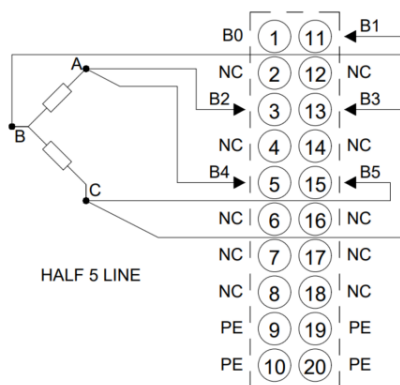 B0 1 11 B1
A
NC 2 12 NC
B2 3 13 B3
B
NC 4 14 NC
B4 5 15 B5
C
NC 6 16 NC
NC 7 17 NC
HALF 5 LINE
NC 8 18 NC
PE 9 19 PE
PE 10 20 PE